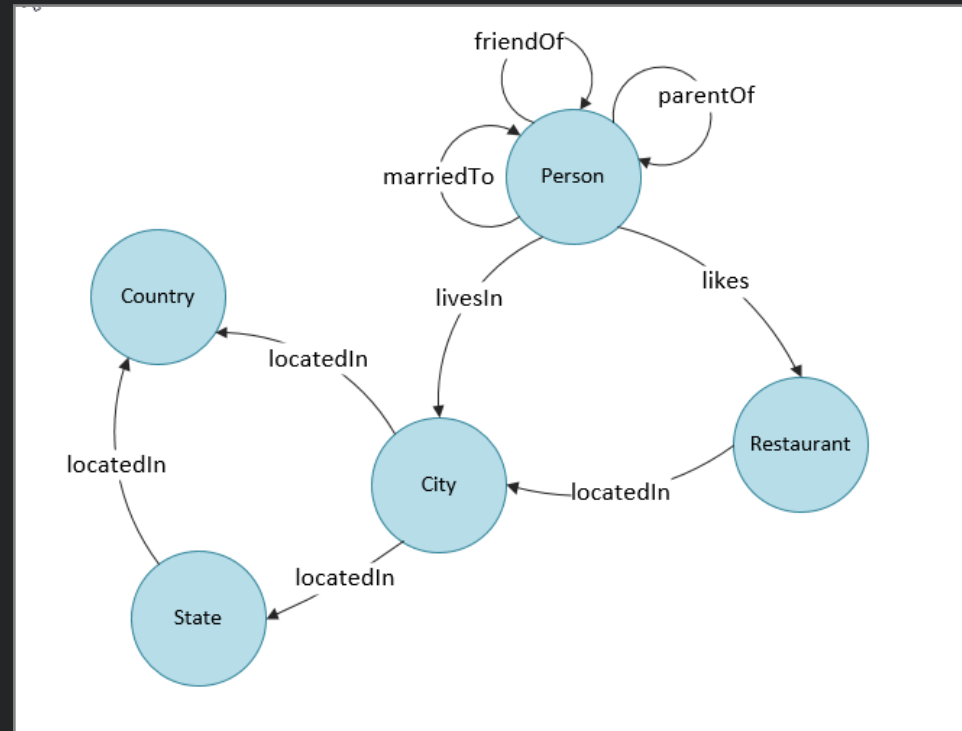 friendOf
parentOf
marriedTo
Person
livesIn
likes
Country
locatedIn
locatedIn
City
Restaurant
locatedIn
locatedIn
State